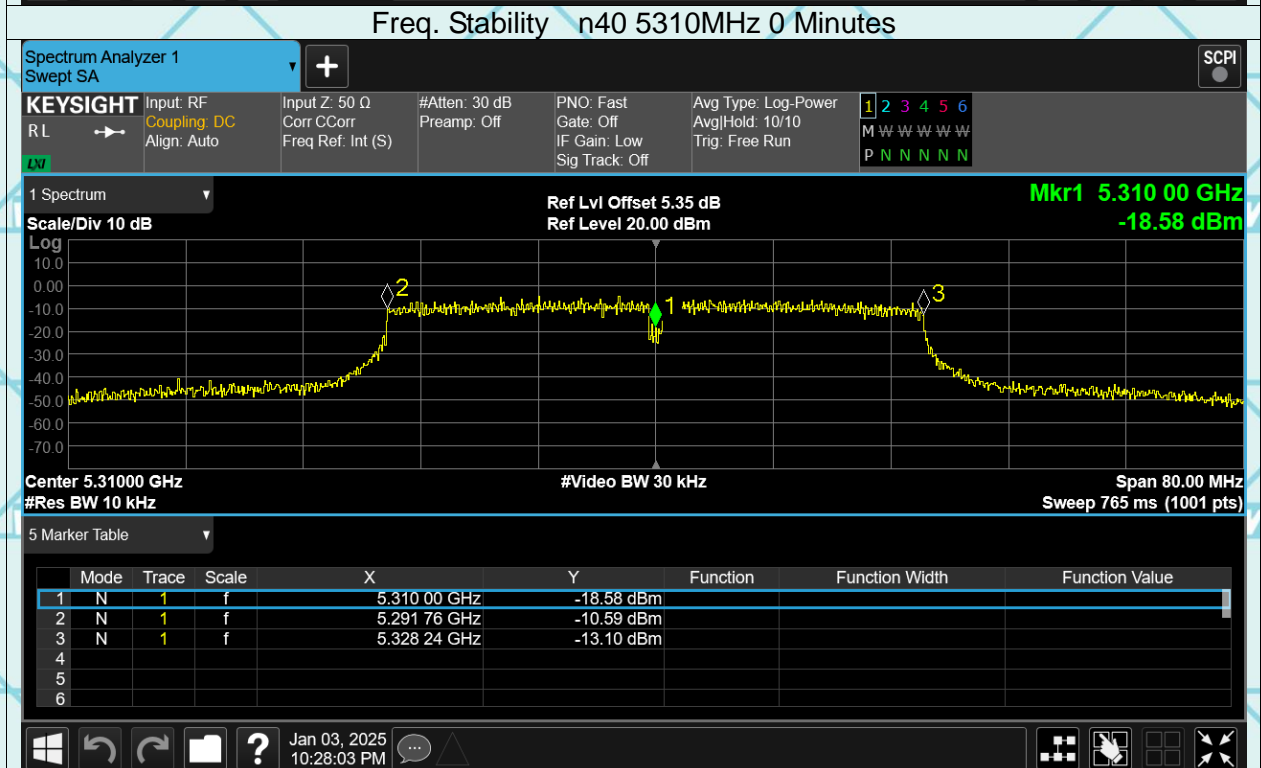 Freq. Stability n40 5310MHz 0 Minutes
Spectrum Analyzer 1
Swept SA
+
SCPI
KEYSIGHT
R L
LXI
Input: RF
Coupling: DC
Align: Auto
Input Z: 50 Ω
Corr CCorr
Freq Ref: Int (S)
#Atten: 30 dB
Preamp: Off
PNO: Fast
Gate: Off
IF Gain: Low
Sig Track: Off
Avg Type: Log-Power
Avg|Hold: 10/10
Trig: Free Run
1 2 3 4 5 6
M W W W W W
P N N N N N
1 Spectrum
Scale/Div 10 dB
Ref Lvl Offset 5.35 dB
Ref Level 20.00 dBm
Mkr1 5.310 00 GHz
-18.58 dBm
Log
10.0
0.00
-10.0
-20.0
-30.0
-40.0
-50.0
-60.0
-70.0
2
1
3
Center 5.31000 GHz
#Video BW 30 kHz
Span 80.00 MHz
#Res BW 10 kHz
Sweep 765 ms (1001 pts)
5 Marker Table
Mode Trace Scale X Y Function Function Width Function Value
1 N 1 f 5.310 00 GHz -18.58 dBm
2 N 1 f 5.291 76 GHz -10.59 dBm
3 N 1 f 5.328 24 GHz -13.10 dBm
4
5
6
?
Jan 03, 2025
10:28:03 PM